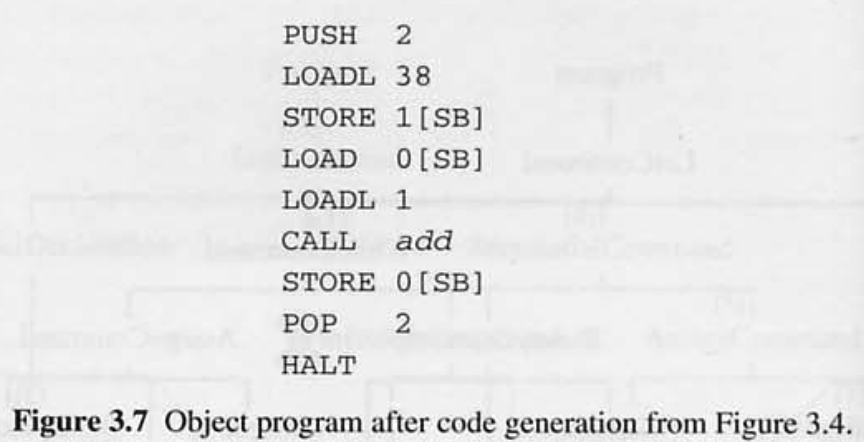 PUSH 2
LOADL 38
STORE 1[SB]
LOAD 0[SB]
LOADL 1
CALL add
STORE 0[SB]
POP 2
HALT
Figure 3.7 Object program after code generation from Figure 3.4.